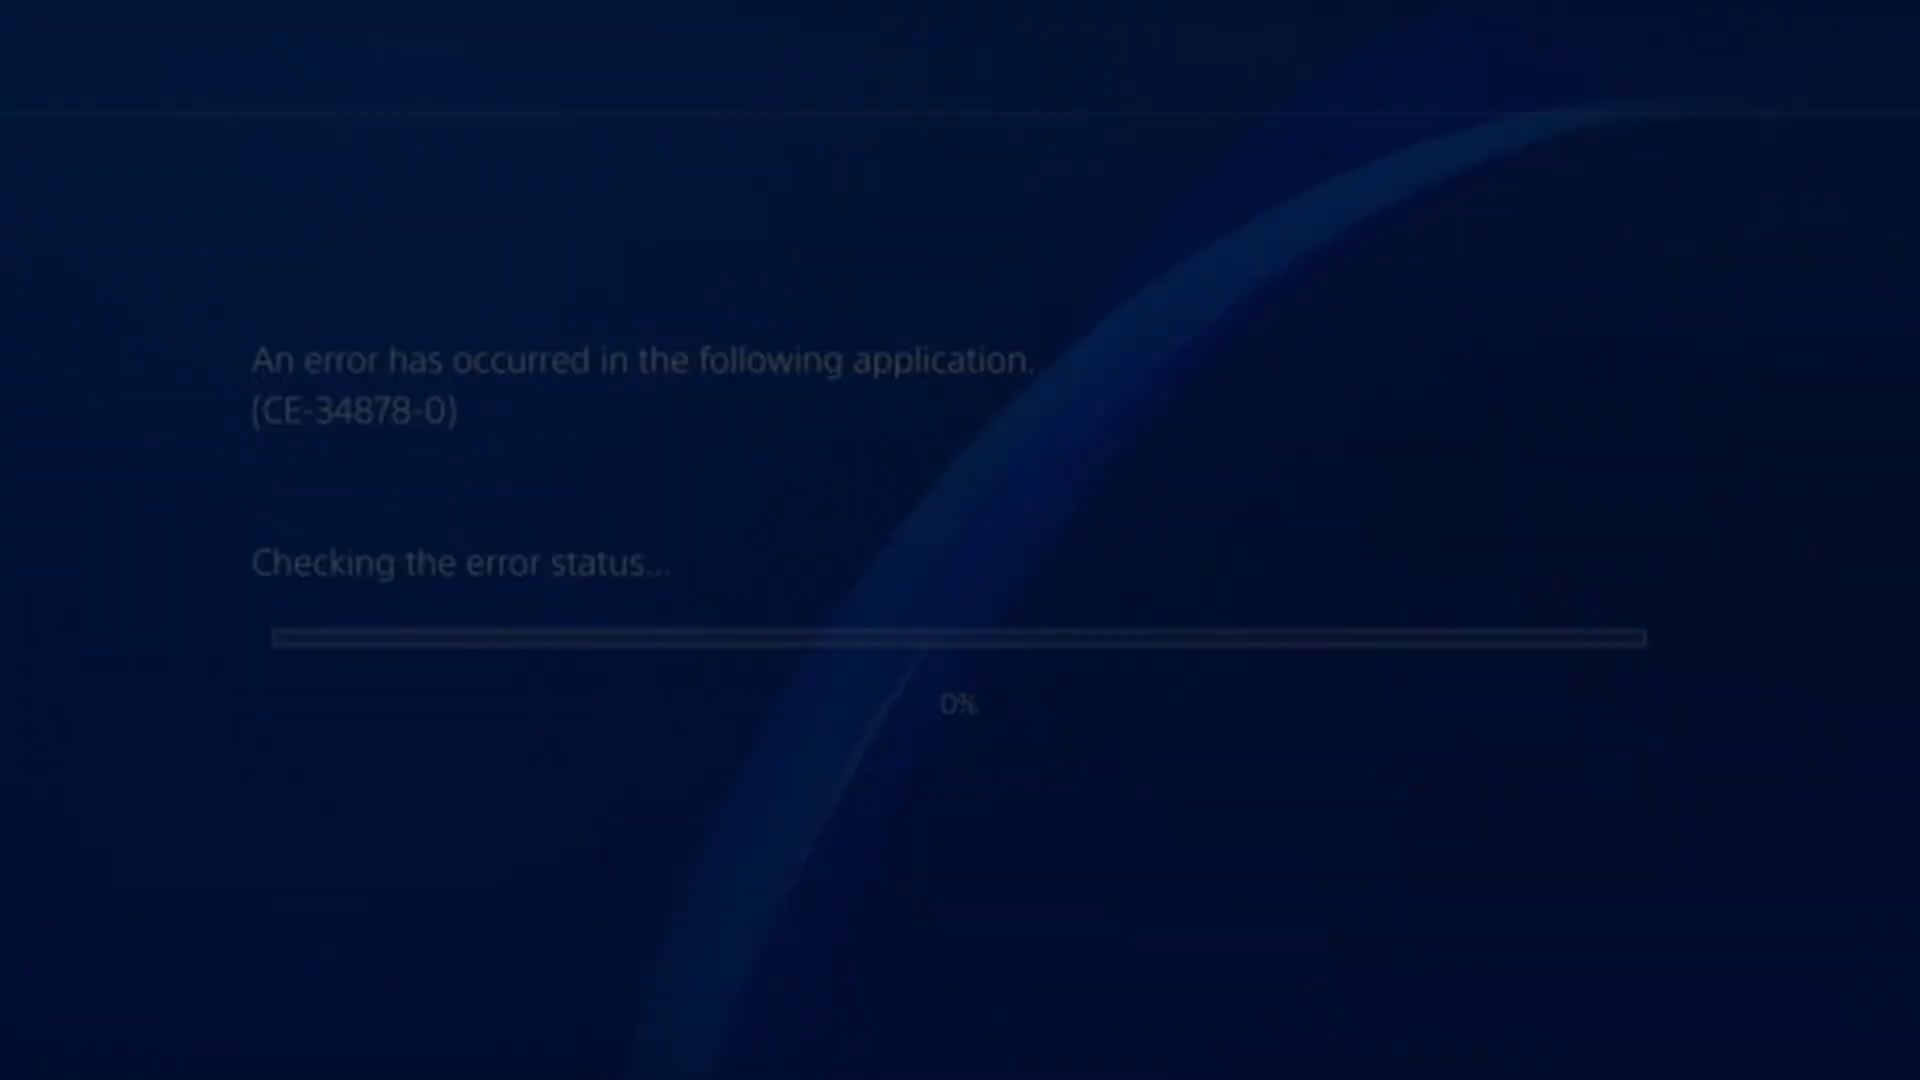 An error has occurred in the following application.
(CE-34878-0)
Checking the error status...
0%